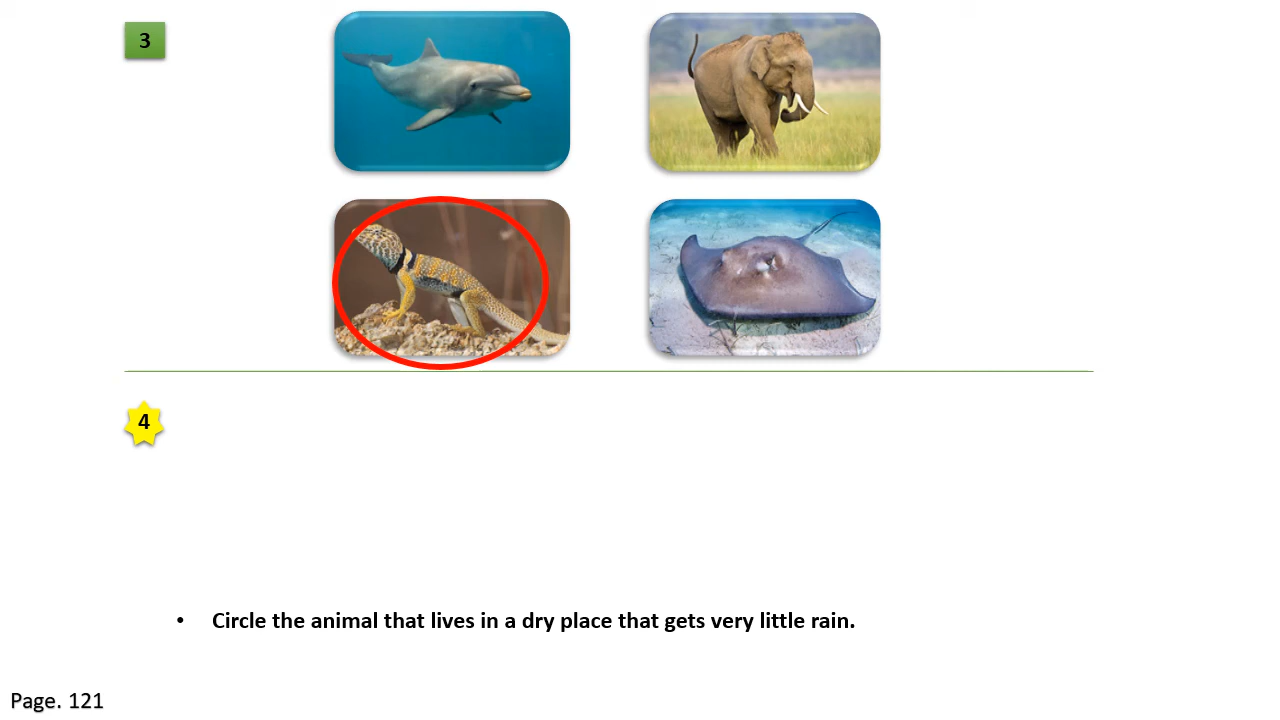 3
4
• Circle the animal that lives in a dry place that gets very little rain.
Page. 121